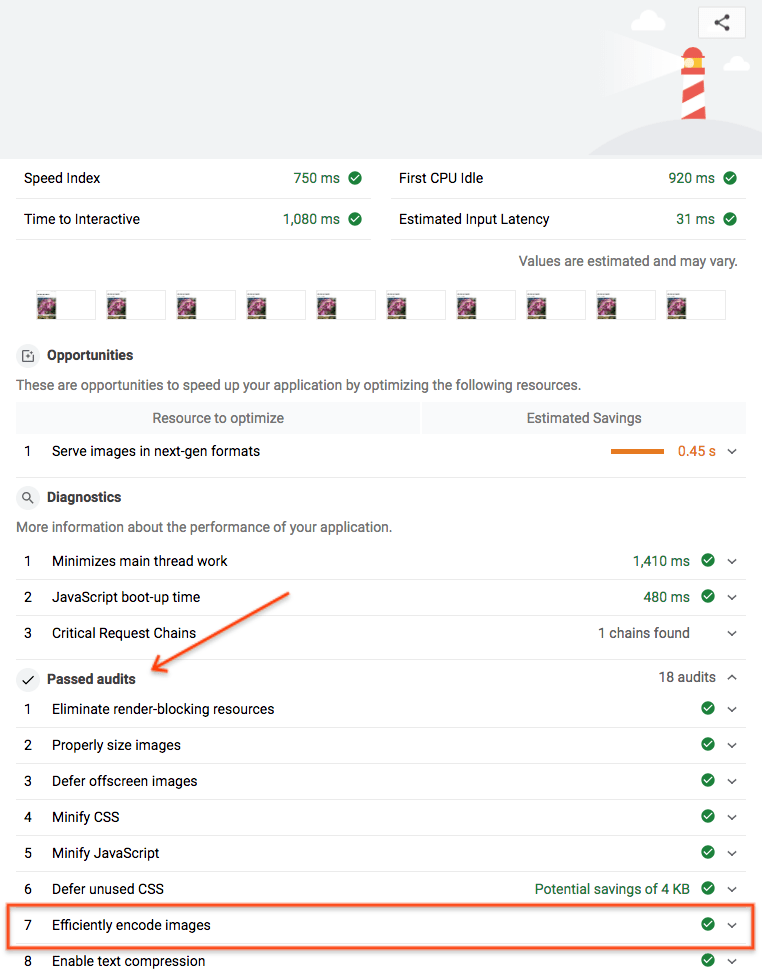 Speed Index 750 ms First CPU Idle 920 ms
Time to Interactive 1,080 ms Estimated Input Latency 31 ms
Values are estimated and may vary.
Opportunities
These are opportunities to speed up your application by optimizing the following resources.
Resource to optimize Estimated Savings
1 Serve images in next-gen formats 0.45 s
Diagnostics
More information about the performance of your application.
1 Minimizes main thread work 1,410 ms
2 JavaScript boot-up time 480 ms
3 Critical Request Chains 1 chains found
Passed audits 18 audits
1 Eliminate render-blocking resources
2 Properly size images
3 Defer offscreen images
4 Minify CSS
5 Minify JavaScript
6 Defer unused CSS Potential savings of 4 KB
7 Efficiently encode images
8 Enable text compression